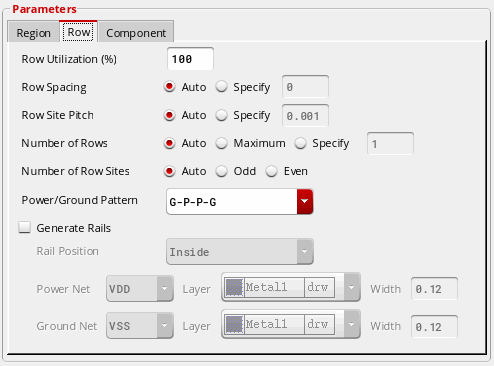 Parameters
Region Row Component
Row Utilization (%) 100
Row Spacing Auto Specify 0
Row Site Pitch Auto Specify 0.001
Number of Rows Auto Maximum Specify 1
Number of Row Sites Auto Odd Even
Power/Ground Pattern G-P-P-G
Generate Rails
Rail Position Inside
Power Net VDD Layer Metal1 drw Width 0.12
Ground Net VSS Layer Metal1 drw Width 0.12